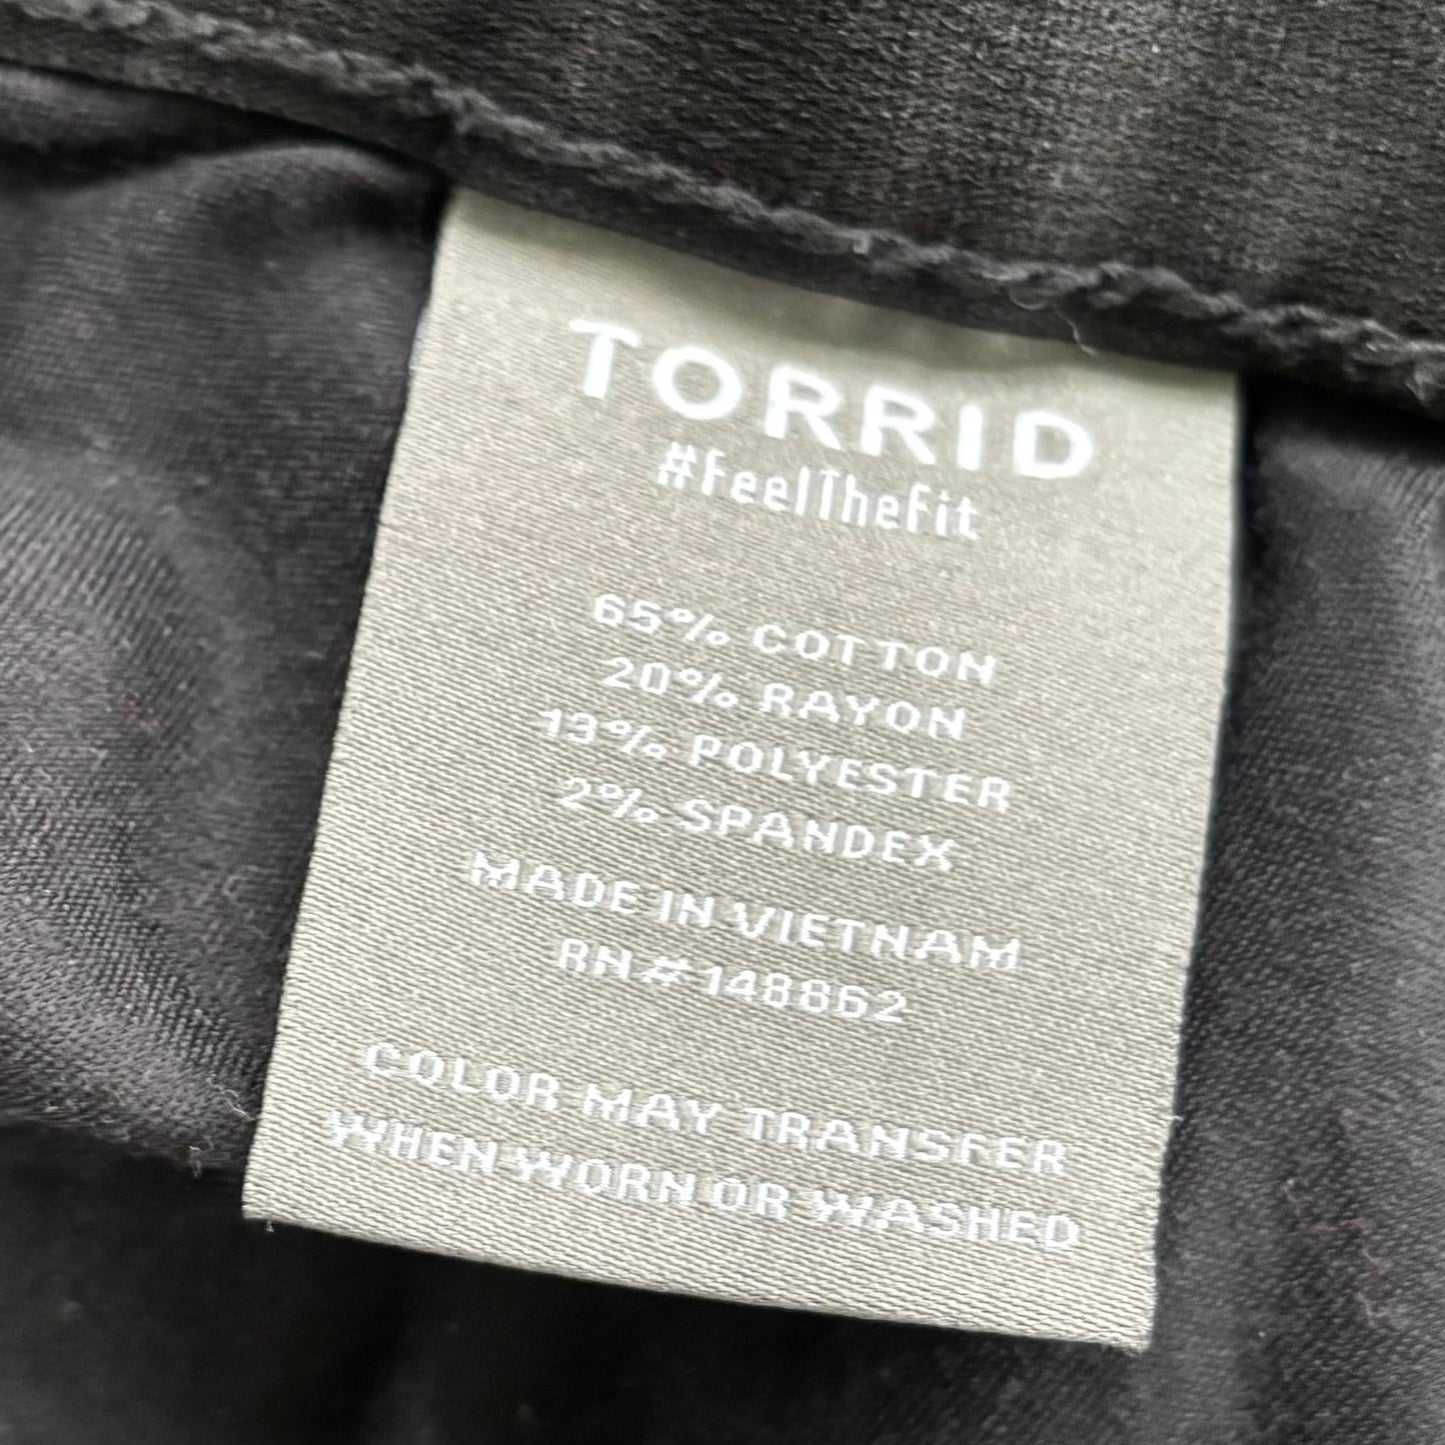 TORRID
#FeelTheFit
65% COTTON
20% RAYON
13% POLYESTER
2% SPANDEX
MADE IN VIETNAM
RN# 148862
COLOR MAY TRANSFER
WHEN WORN OR WASHED